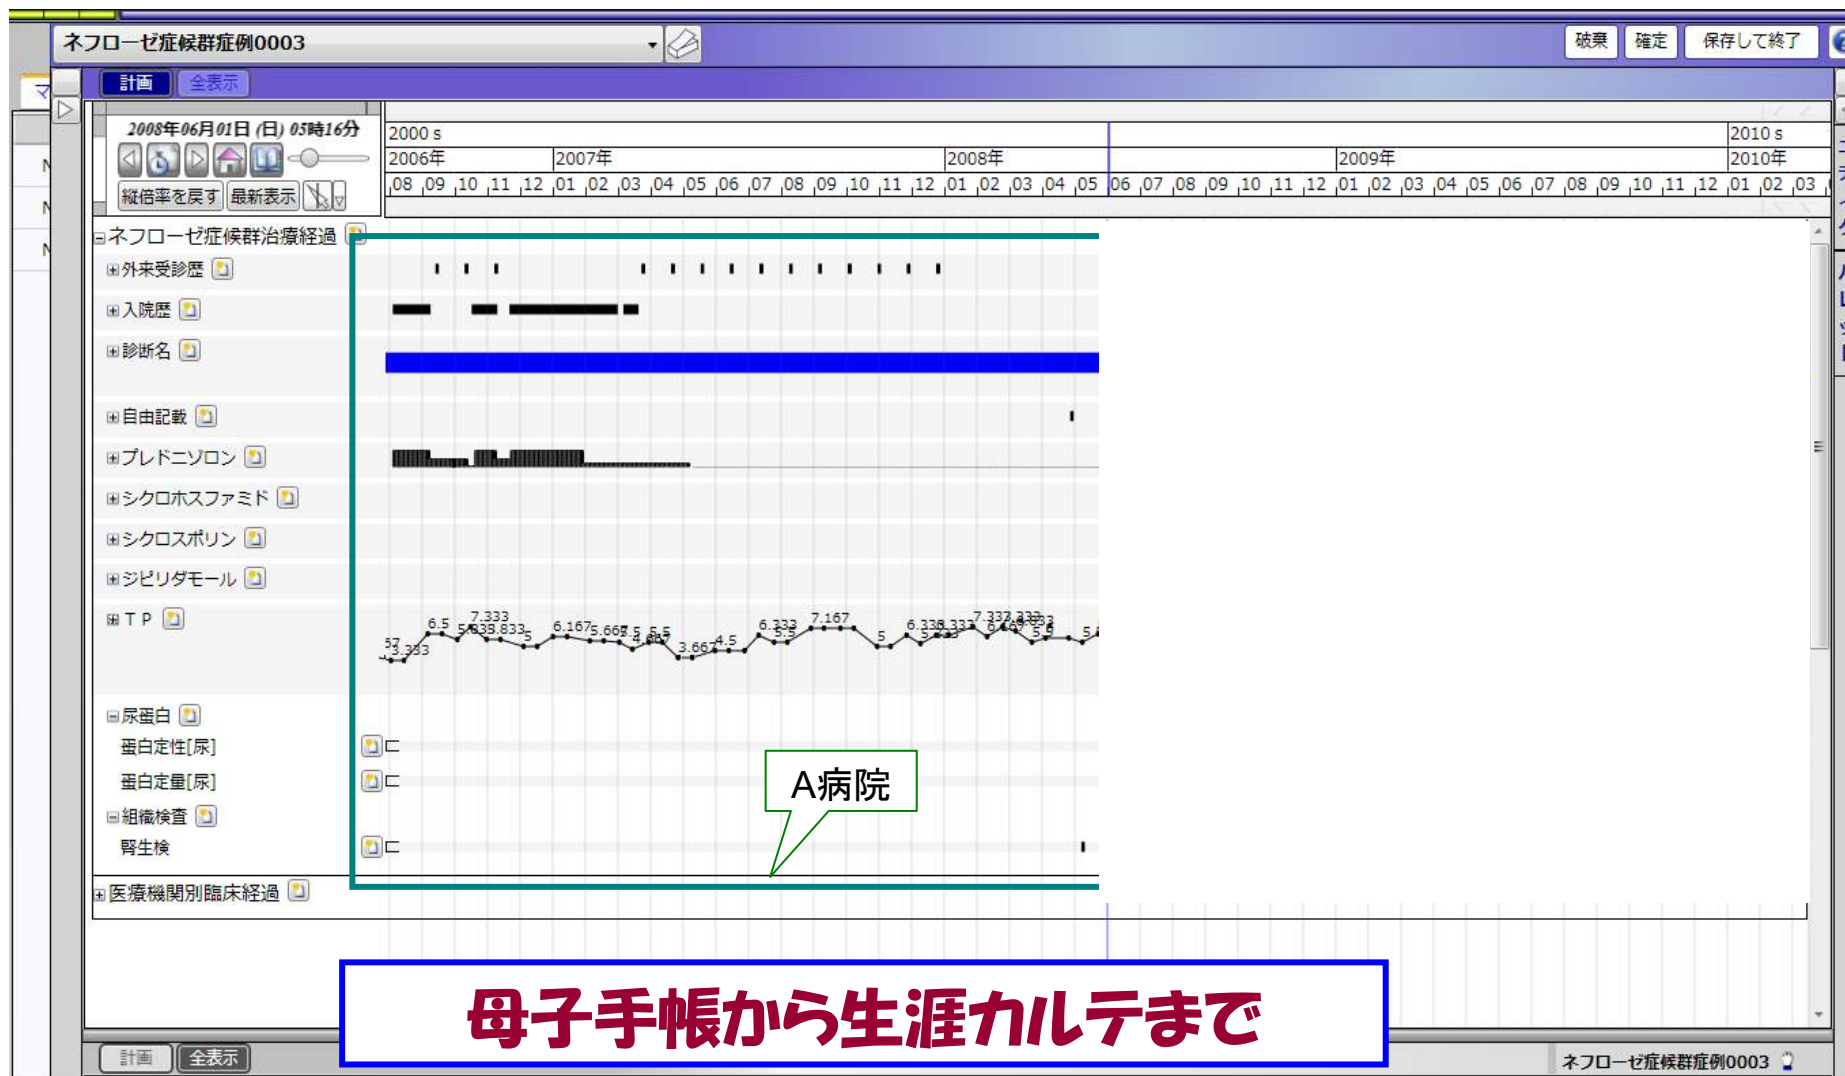 ネフローゼ症候群症例0003
破棄 確定 保存して終了
計画 全表示
マ
2008年06月01日 (日) 05時16分
2000 s 2010 s
2006年 2007年 2008年 2009年 2010年
08 09 10 11 12 01 02 03 04 05 06 07 08 09 10 11 12 01 02 03 04 05 06 07 08 09 10 11 12 01 02 03 04 05 06 07 08 09 10 11 12 01 02 03
縦倍率を戻す 最新表示
ネフローゼ症候群治療経過
外来受診歴
入院歴
診断名
自由記載
プレドニゾロン
シクロホスファミド
シクロスポリン
ジピリダモール
TP
3.333 6.5 7.333 5 6.167 3.667 4.5 6.333 5.5 7.167 5
尿蛋白
蛋白定性[尿]
蛋白定量[尿]
A病院
組織検査
腎生検
医療機関別臨床経過
母子手帳から生涯カルテまで
計画 全表示
ネフローゼ症候群症例0003